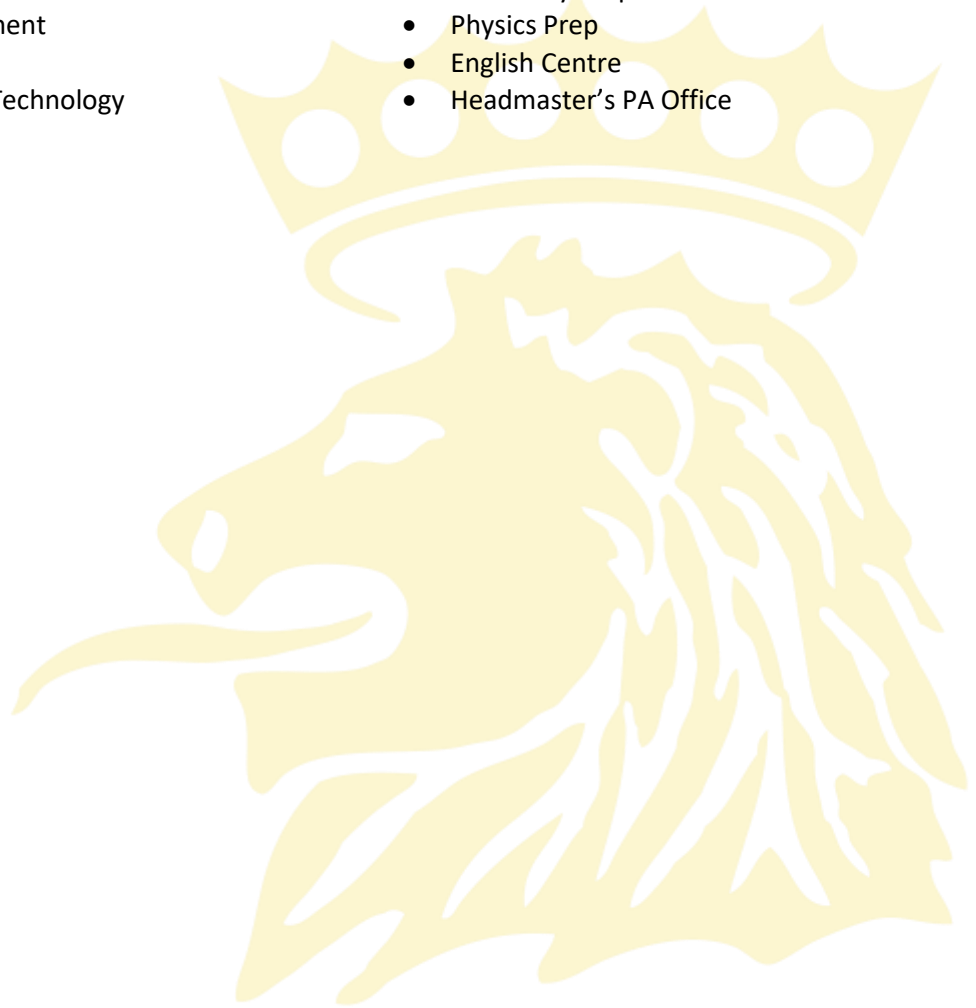 ment
• Physics Prep
• English Centre
Technology
• Headmaster’s PA Office